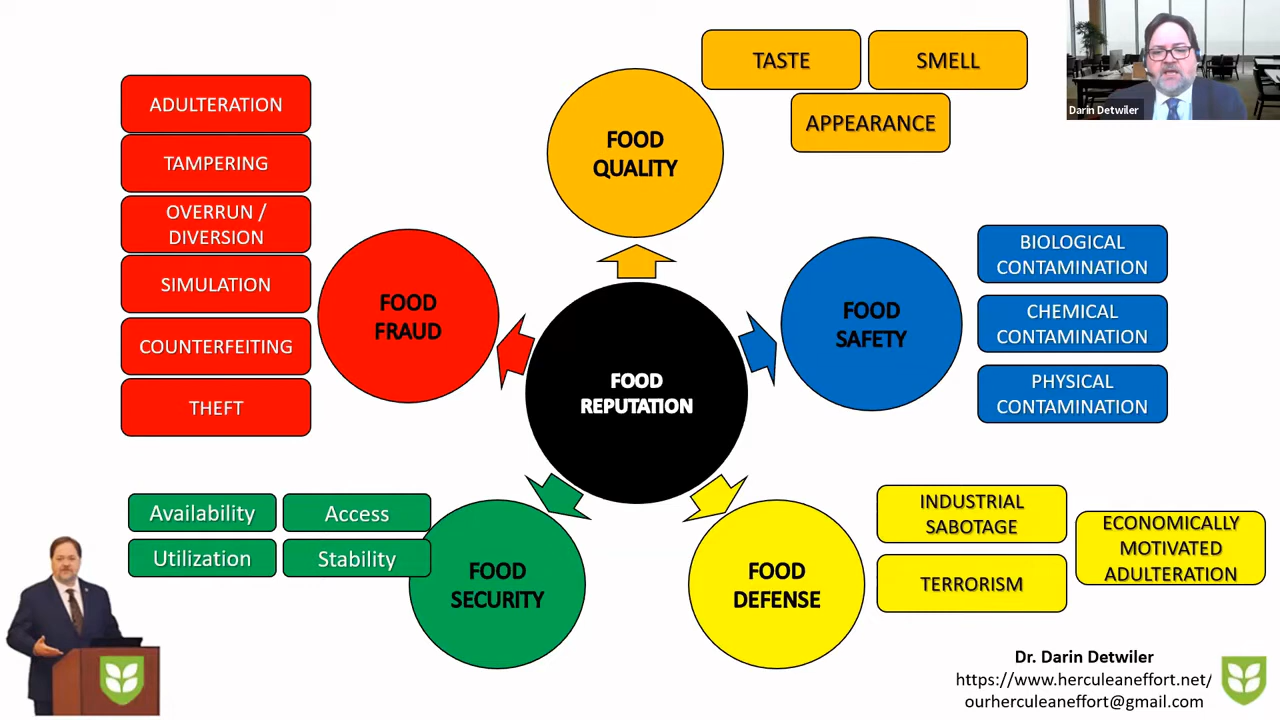 TASTE
SMELL
APPEARANCE
Darin Detwiler
FOOD
QUALITY
ADULTERATION
TAMPERING
OVERRUN /
DIVERSION
SIMULATION
COUNTERFEITING
THEFT
FOOD
FRAUD
FOOD
REPUTATION
FOOD
SAFETY
BIOLOGICAL
CONTAMINATION
CHEMICAL
CONTAMINATION
PHYSICAL
CONTAMINATION
Availability
Access
Utilization
Stability
FOOD
SECURITY
FOOD
DEFENSE
INDUSTRIAL
SABOTAGE
TERRORISM
ECONOMICALLY
MOTIVATED
ADULTERATION
Dr. Darin Detwiler
https://www.herculeaneffort.net/
ourherculeaneffort@gmail.com